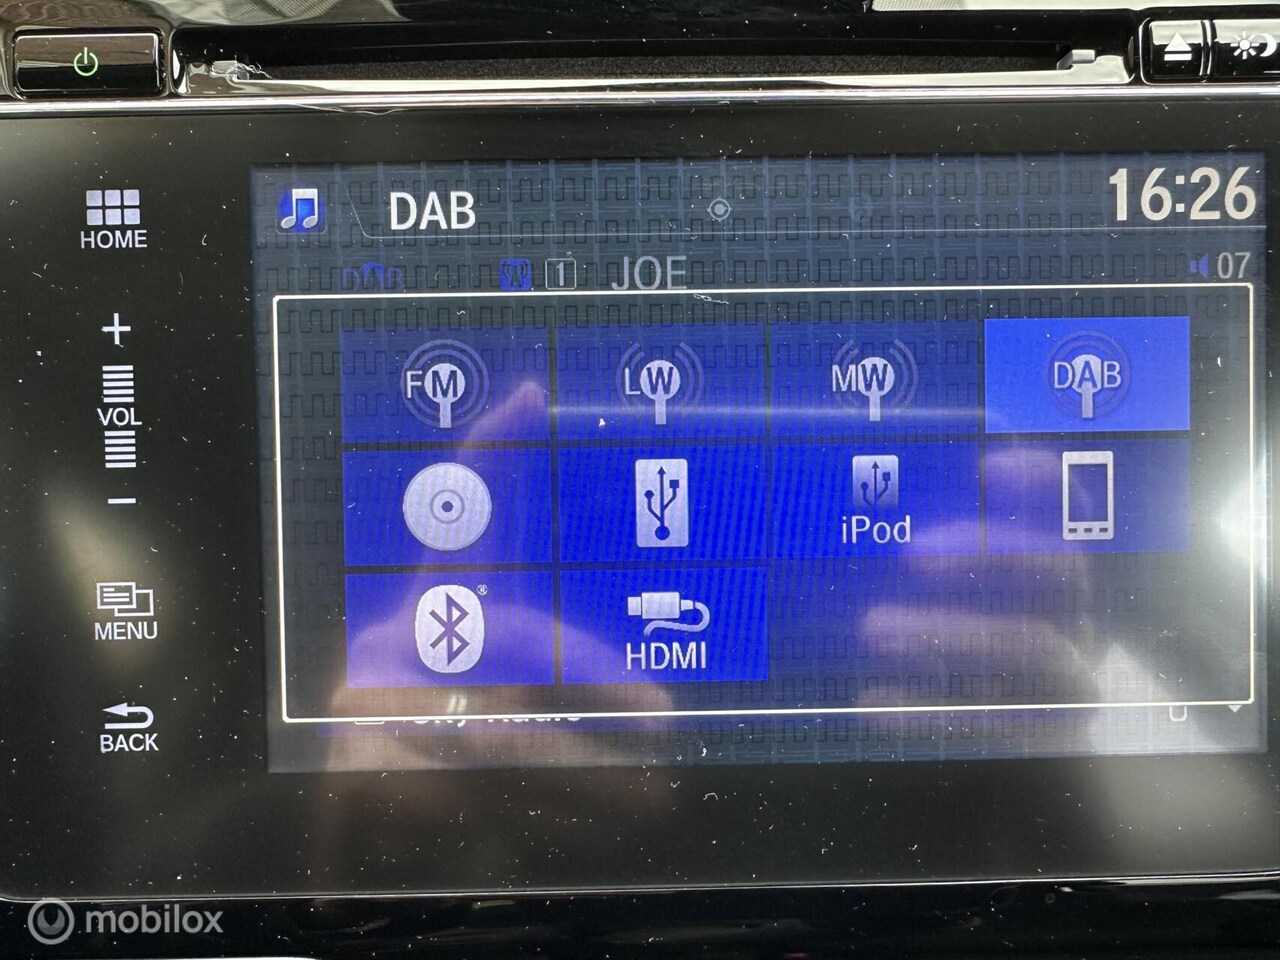 DAB
16:26
HOME
DAB
1
JOE
07
FM
LW
MW
DAB
VOL
iPod
®
HDMI
MENU
BACK
mobilox